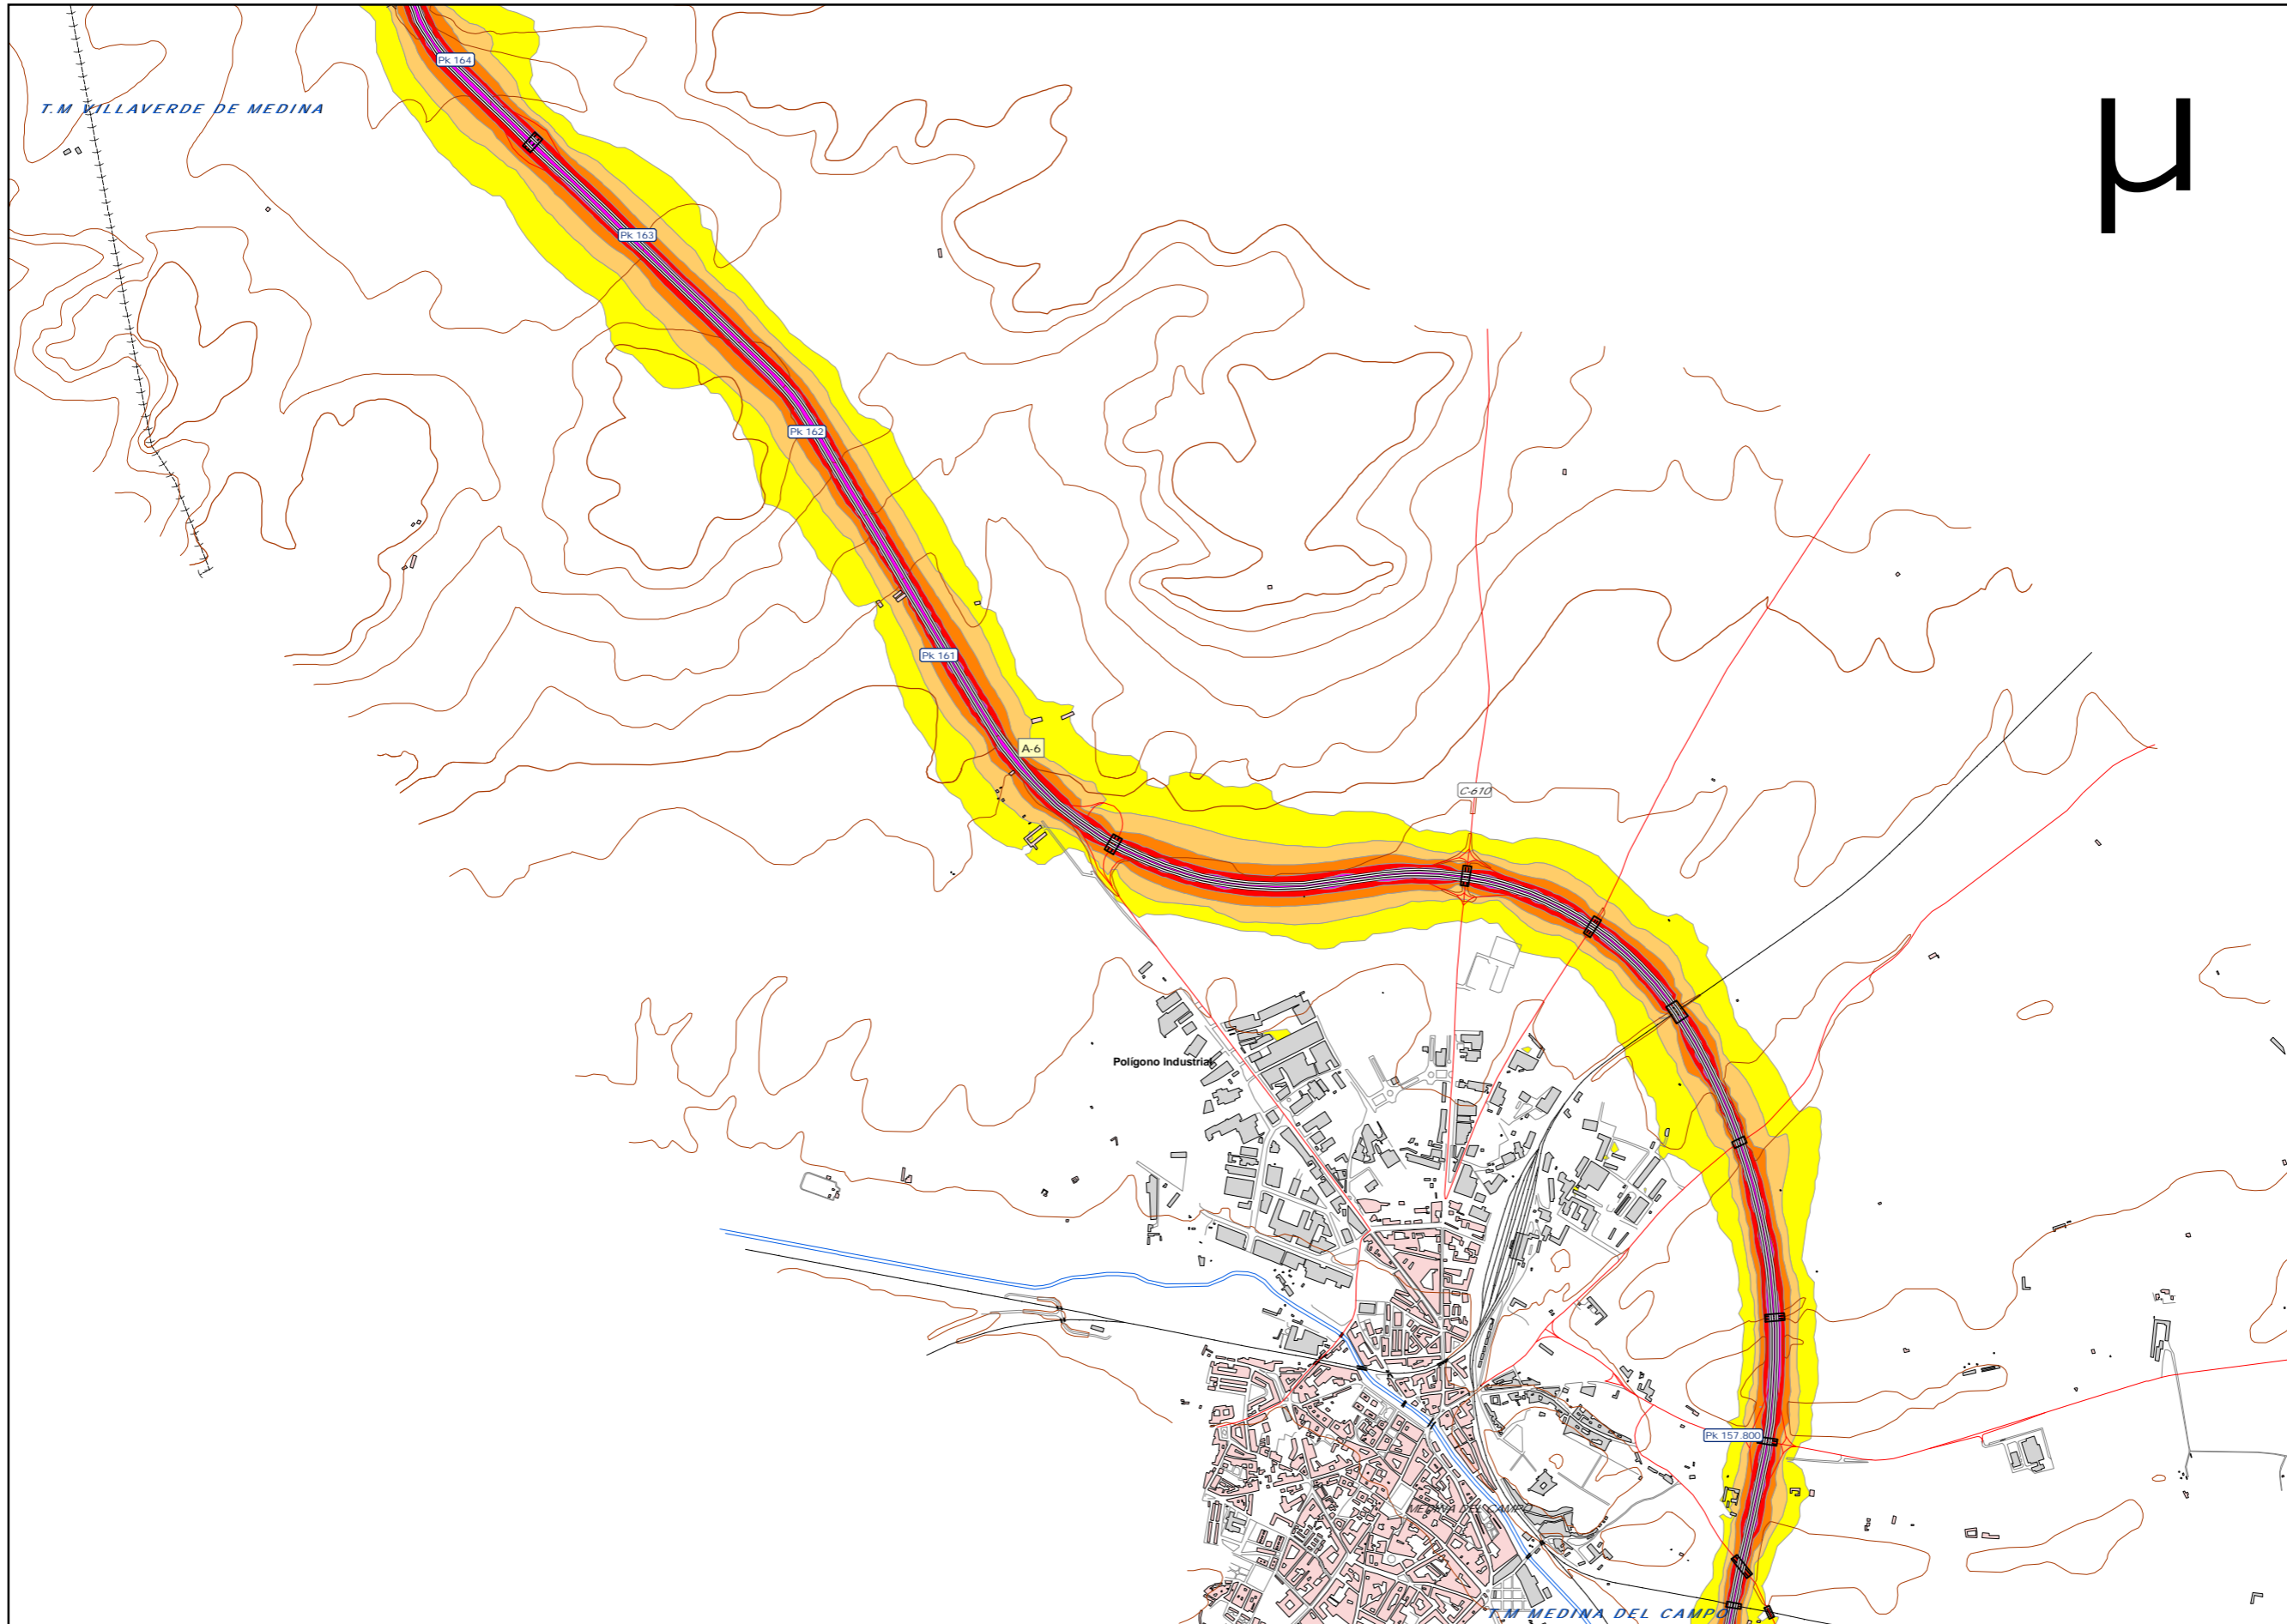 Pk 164
T.M VILLAVERDE DE MEDINA
µ
Pk 163
Pk 162
Pk 161
A-6
C-610
Polígono Industrial
Pk 157.800
MEDINA DEL CAMPO
T.M MEDINA DEL CAMPO